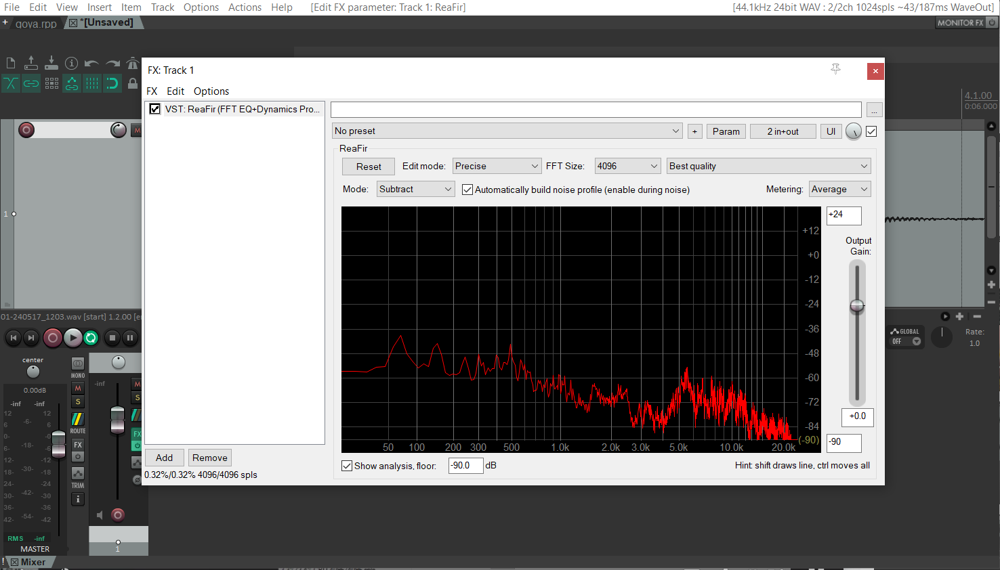 File Edit View Insert Item Track Options Actions Help [Edit FX parameter: Track 1: ReaFir] [44.1kHz 24bit WAV : 2/2ch 1024spls ~43/187ms WaveOut]
+ goya.rpp *[Unsaved] MONITOR FX
FX: Track 1
FX Edit Options
4.1.00
0:06.000
VST: ReaFir (FFT EQ+Dynamics Pro...
...
No preset + Param 2 in+out UI
M
ReaFir
Reset Edit mode: Precise FFT Size: 4096 Best quality
Mode: Subtract Automatically build noise profile (enable during noise) Metering: Average
1
+24
+12
+0
-12
-24
-36
-48
-60
-72
-84
(-90)
Output
Gain:
+0.0
-90
50 100 200 300 500 1.0k 2.0k 3.0k 5.0k 10.0k 20.0k
Add Remove
Show analysis, floor: -90.0 dB Hint: shift draws line, ctrl moves all
0.32%/0.32% 4096/4096 spls
01-240517_1203.wav [start] 1.2.00 [e
GLOBAL
OFF
Rate:
1.0
center
MONO
0.00dB
-inf -inf
12 12
6 -6- 6
0- -0
6- -18- -6
12- -12
18- -30- -18
24- -42- -24
30- -30
36- -54- -36
42- -42
RMS -inf
MASTER
M
S
ROUTE
FX
TRIM
i
-inf
M
S
FX
1
! Mixer